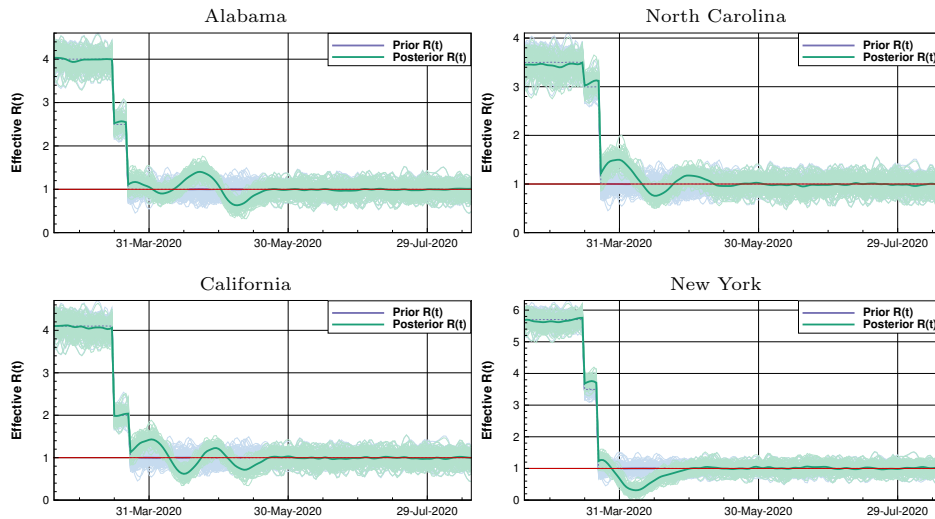 Alabama
Effective R(t)
4
3
2
1
0
Prior R(t)
Posterior R(t)
31-Mar-2020 30-May-2020 29-Jul-2020
North Carolina
Effective R(t)
4
3
2
1
0
Prior R(t)
Posterior R(t)
31-Mar-2020 30-May-2020 29-Jul-2020
California
Effective R(t)
4
3
2
1
0
Prior R(t)
Posterior R(t)
31-Mar-2020 30-May-2020 29-Jul-2020
New York
Effective R(t)
6
5
4
3
2
1
0
Prior R(t)
Posterior R(t)
31-Mar-2020 30-May-2020 29-Jul-2020